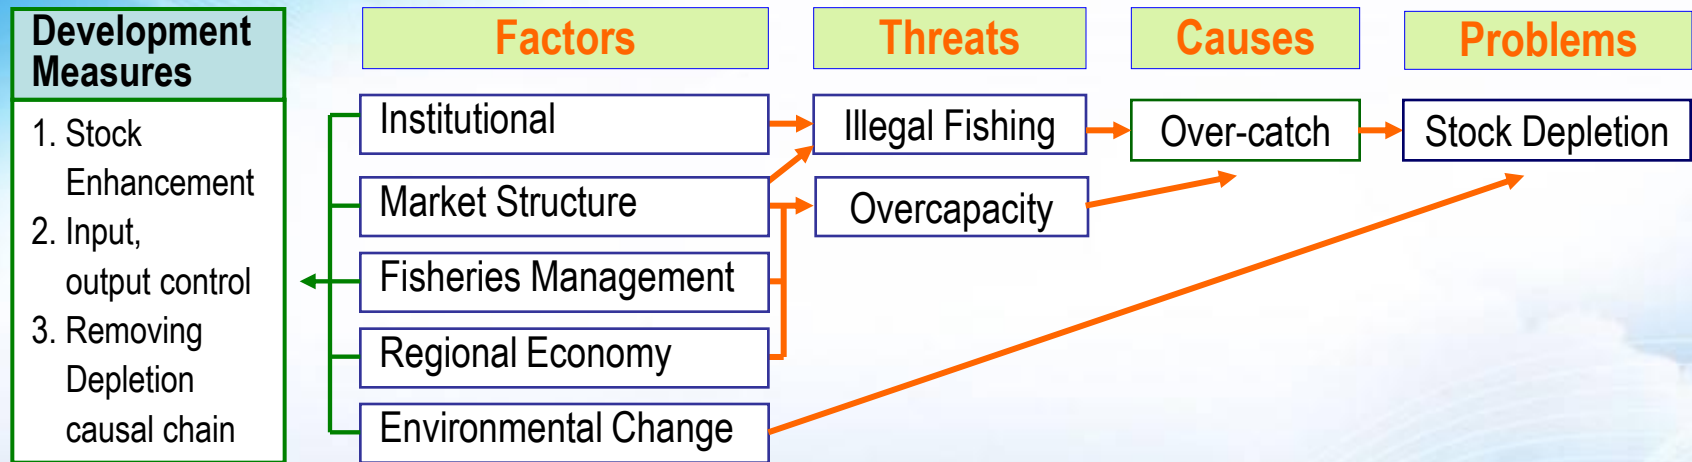 Development
Measures
1. Stock
Enhancement
2. Input,
output control
3. Removing
Depletion
causal chain
Factors
Institutional
Market Structure
Fisheries Management
Regional Economy
Environmental Change
Threats
Illegal Fishing
Overcapacity
Causes
Over-catch
Problems
Stock Depletion